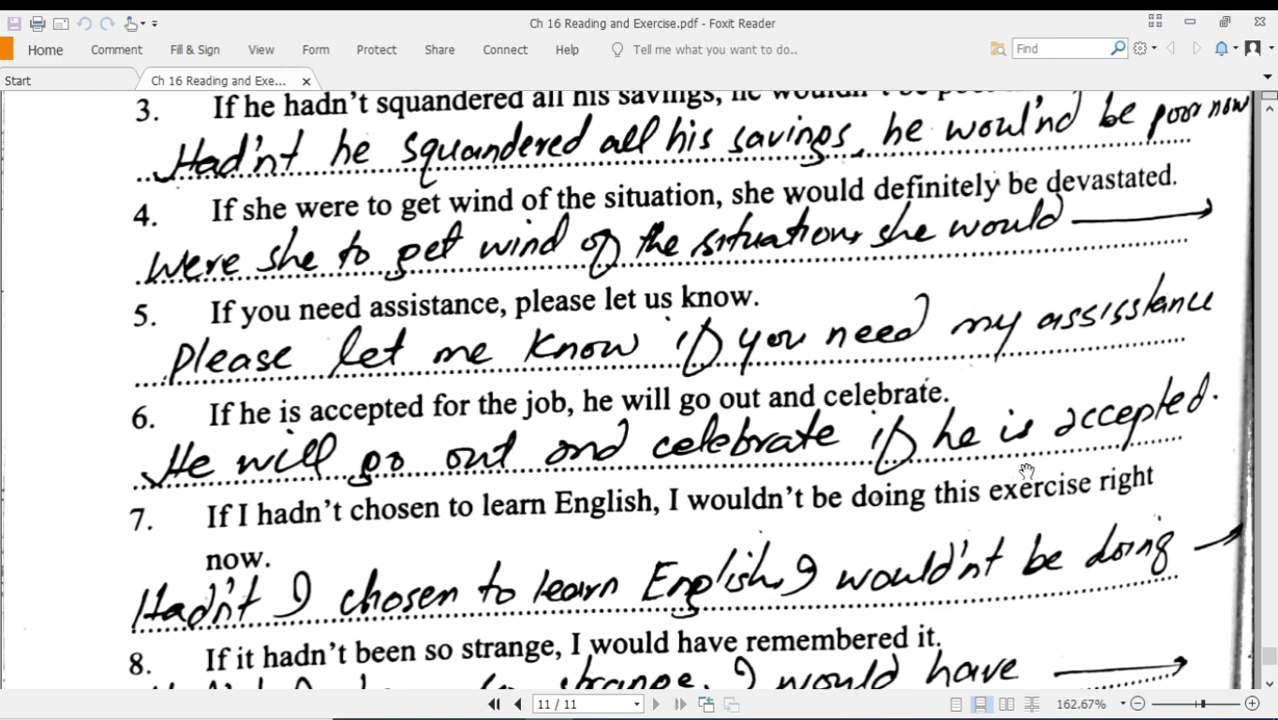 Ch 16 Reading and Exercise.pdf - Foxit Reader
Home Comment Fill & Sign View Form Protect Share Connect Help Tell me what you want to do.. Find
Start Ch 16 Reading and Exe...
3. If he hadn't squandered all his savings, he wouldn't be poor
Had'nt he squandered all his savings, he woul'nd be poor now
4. If she were to get wind of the situation, she would definitely be devastated.
Were she to get wind of the situation, she would
5. If you need assistance, please let us know.
Please let me know if you need my assisstance
6. If he is accepted for the job, he will go out and celebrate.
He will go out and celebrate if he is accepted.
7. If I hadn't chosen to learn English, I wouldn't be doing this exercise right
now.
Hadn't I chosen to learn English, I would'nt be doing
8. If it hadn't been so strange, I would have remembered it.
strange, I would have
11 / 11 162.67%